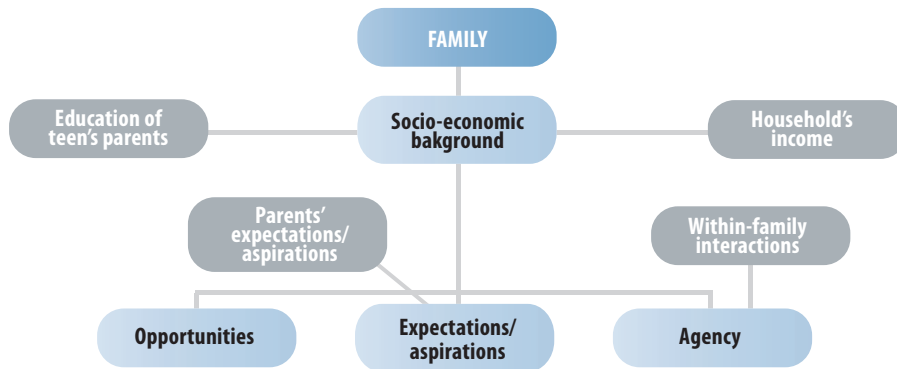 FAMILY
Education of
teen's parents
Socio-economic
bakground
Household's
income
Parents'
expectations/
aspirations
Within-family
interactions
Opportunities
Expectations/
aspirations
Agency